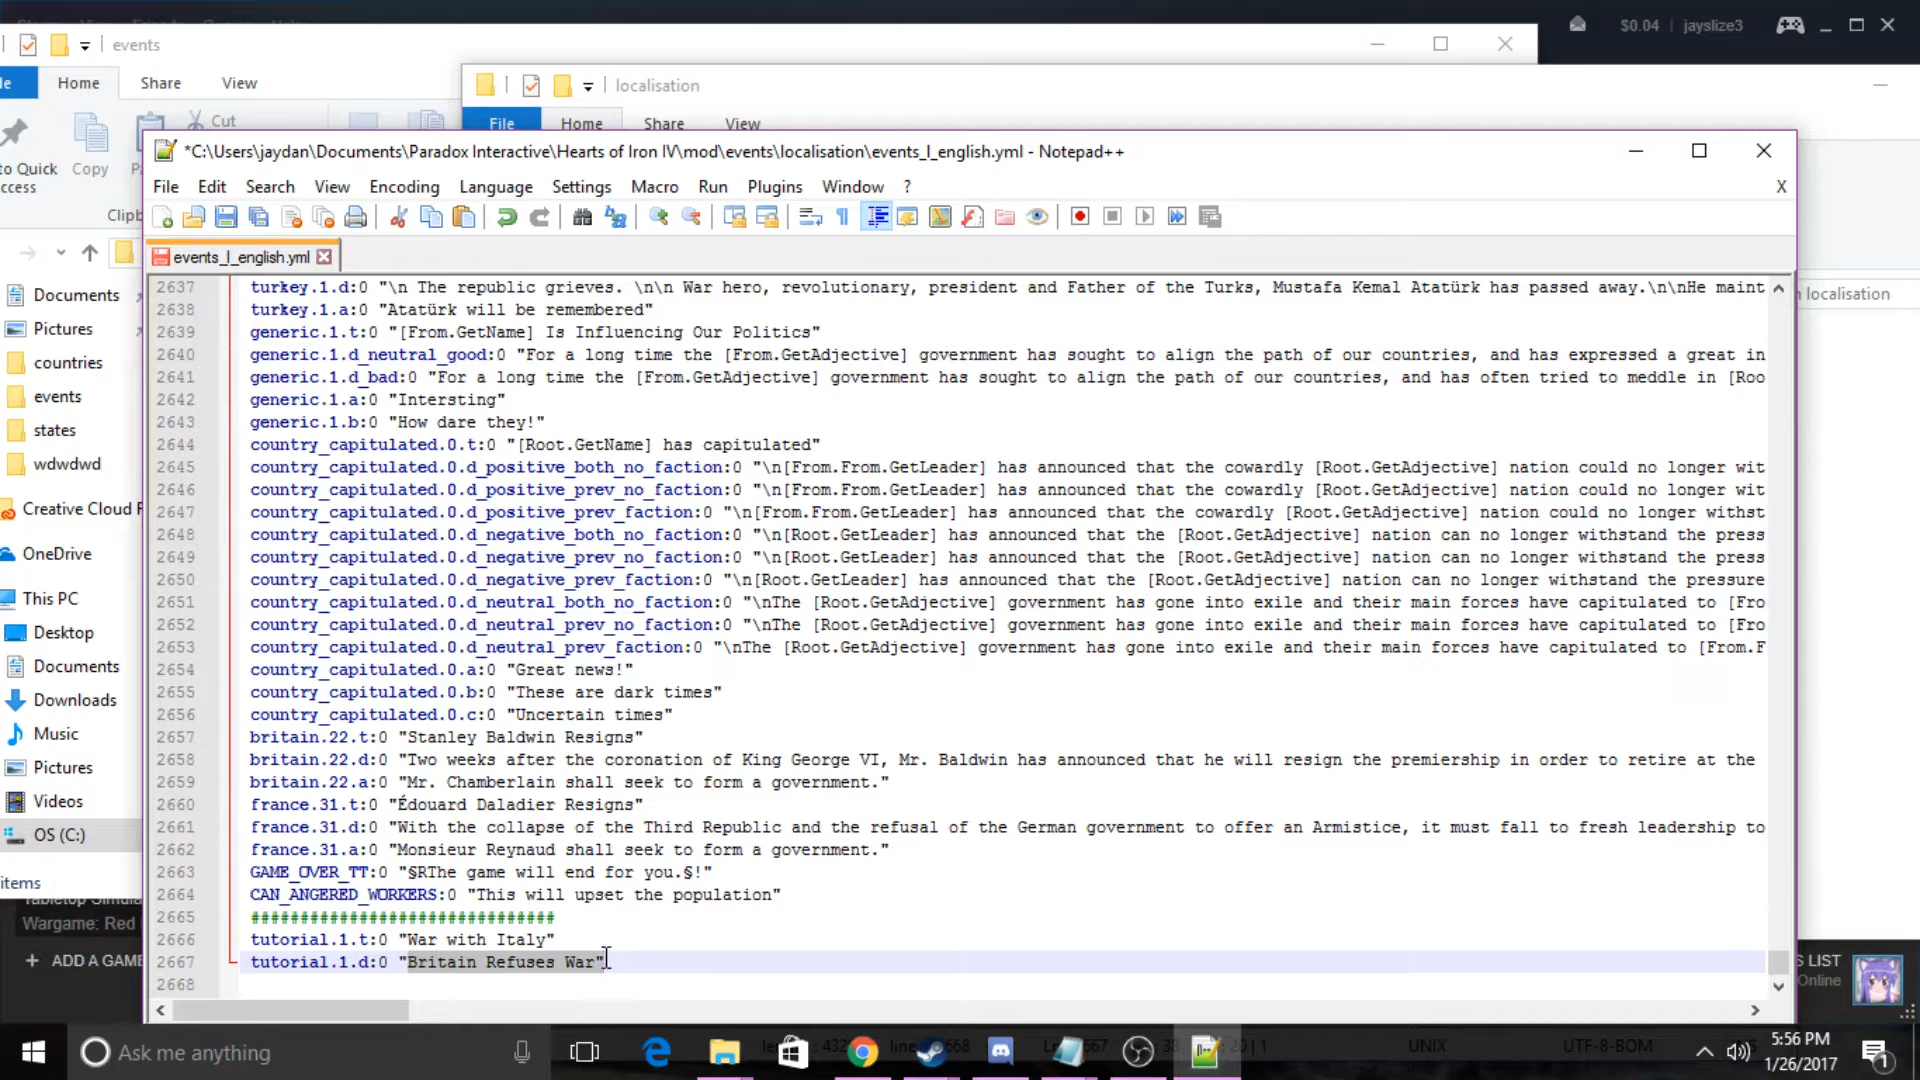 $0.04
jayslize3
events
Home
Share
View
localisation
File
Home
Share
View
Cut
Copy
to Quick
ccess
Clipb
*C:\Users\jaydan\Documents\Paradox Interactive\Hearts of Iron IV\mod\events\localisation\events_l_english.yml - Notepad++
File Edit Search View Encoding Language Settings Macro Run Plugins Window ? X
events_l_english.yml
2637 turkey.1.d:0 "\n The republic grieves. \n\n War hero, revolutionary, president and Father of the Turks, Mustafa Kemal Atatürk has passed away.\n\nHe maint
2638 turkey.1.a:0 "Atatürk will be remembered"
2639 generic.1.t:0 "[From.GetName] Is Influencing Our Politics"
2640 generic.1.d_neutral_good:0 "For a long time the [From.GetAdjective] government has sought to align the path of our countries, and has expressed a great in
2641 generic.1.d_bad:0 "For a long time the [From.GetAdjective] government has sought to align the path of our countries, and has often tried to meddle in [Roo
2642 generic.1.a:0 "Intersting"
2643 generic.1.b:0 "How dare they!"
2644 country_capitulated.0.t:0 "[Root.GetName] has capitulated"
2645 country_capitulated.0.d_positive_both_no_faction:0 "\n[From.From.GetLeader] has announced that the cowardly [Root.GetAdjective] nation could no longer wit
2646 country_capitulated.0.d_positive_prev_no_faction:0 "\n[From.From.GetLeader] has announced that the cowardly [Root.GetAdjective] nation could no longer wit
2647 country_capitulated.0.d_positive_prev_faction:0 "\n[From.From.GetLeader] has announced that the cowardly [Root.GetAdjective] nation could no longer withst
2648 country_capitulated.0.d_negative_both_no_faction:0 "\n[Root.GetLeader] has announced that the [Root.GetAdjective] nation can no longer withstand the press
2649 country_capitulated.0.d_negative_prev_no_faction:0 "\n[Root.GetLeader] has announced that the [Root.GetAdjective] nation can no longer withstand the press
2650 country_capitulated.0.d_negative_prev_faction:0 "\n[Root.GetLeader] has announced that the [Root.GetAdjective] nation can no longer withstand the pressure
2651 country_capitulated.0.d_neutral_both_no_faction:0 "\nThe [Root.GetAdjective] government has gone into exile and their main forces have capitulated to [Fro
2652 country_capitulated.0.d_neutral_prev_no_faction:0 "\nThe [Root.GetAdjective] government has gone into exile and their main forces have capitulated to [Fro
2653 country_capitulated.0.d_neutral_prev_faction:0 "\nThe [Root.GetAdjective] government has gone into exile and their main forces have capitulated to [From.F
2654 country_capitulated.0.a:0 "Great news!"
2655 country_capitulated.0.b:0 "These are dark times"
2656 country_capitulated.0.c:0 "Uncertain times"
2657 britain.22.t:0 "Stanley Baldwin Resigns"
2658 britain.22.d:0 "Two weeks after the coronation of King George VI, Mr. Baldwin has announced that he will resign the premiership in order to retire at the
2659 britain.22.a:0 "Mr. Chamberlain shall seek to form a government."
2660 france.31.t:0 "Édouard Daladier Resigns"
2661 france.31.d:0 "With the collapse of the Third Republic and the refusal of the German government to offer an Armistice, it must fall to fresh leadership to
2662 france.31.a:0 "Monsieur Reynaud shall seek to form a government."
2663 GAME_OVER_TT:0 "§RThe game will end for you.§!"
2664 CAN_ANGERED_WORKERS:0 "This will upset the population"
2665 ###############################
2666 tutorial.1.t:0 "War with Italy"
2667 tutorial.1.d:0 "Britain Refuses War"
2668
Documents
Pictures
countries
events
states
wdwdwd
Creative Cloud F
OneDrive
This PC
Desktop
Documents
Downloads
Music
Pictures
Videos
OS (C:)
items
localisation
Wargame: Red
ADD A GAME
S LIST
Online
UNIX
UTF-8-BOM
Ask me anything
5:56 PM
1/26/2017
1